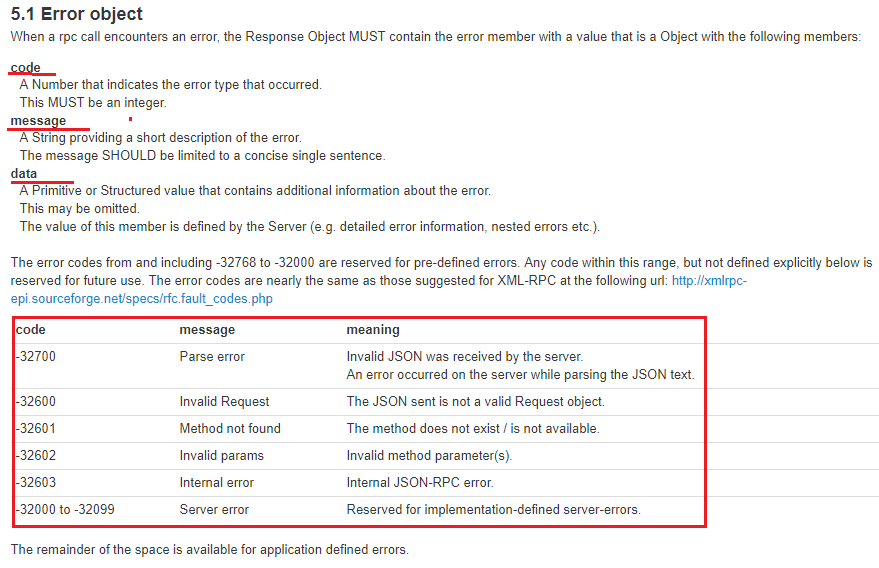 5.1 Error object
When a rpc call encounters an error, the Response Object MUST contain the error member with a value that is a Object with the following members:
code
A Number that indicates the error type that occurred.
This MUST be an integer.
message
A String providing a short description of the error.
The message SHOULD be limited to a concise single sentence.
data
A Primitive or Structured value that contains additional information about the error.
This may be omitted.
The value of this member is defined by the Server (e.g. detailed error information, nested errors etc.).
The error codes from and including -32768 to -32000 are reserved for pre-defined errors. Any code within this range, but not defined explicitly below is
reserved for future use. The error codes are nearly the same as those suggested for XML-RPC at the following url: http://xmlrpc-
epi.sourceforge.net/specs/rfc.fault_codes.php
code message meaning
-32700 Parse error Invalid JSON was received by the server.
An error occurred on the server while parsing the JSON text.
-32600 Invalid Request The JSON sent is not a valid Request object.
-32601 Method not found The method does not exist / is not available.
-32602 Invalid params Invalid method parameter(s).
-32603 Internal error Internal JSON-RPC error.
-32000 to -32099 Server error Reserved for implementation-defined server-errors.
The remainder of the space is available for application defined errors.